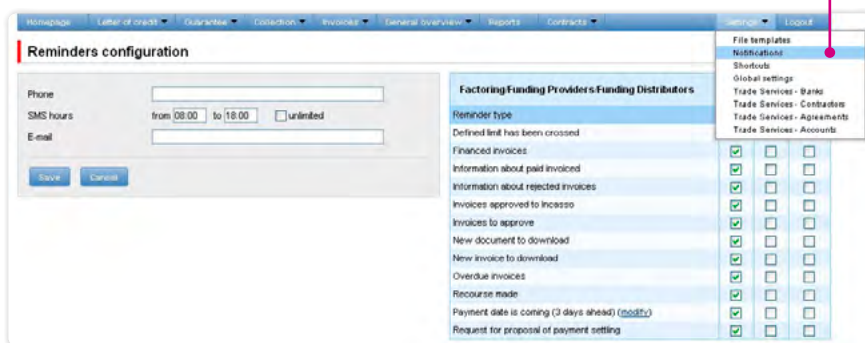 Homepage Letter of credit Guarantee Collection Invoices General overview Reports Contracts Settings Logout
File templates
Notifications
Shortcuts
Global settings
Trade Services - Banks
Trade Services - Contractors
Trade Services - Agreements
Trade Services - Accounts
Reminders configuration
Phone
SMS hours from 08:00 to 18:00 unlimited
E-mail
Save Cancel
Factoring/Funding Providers/Funding Distributors
Reminder type
Defined limit has been crossed
Financed invoices
Information about paid invoiced
Information about rejected invoices
Invoices approved to incasso
Invoices to approve
New document to download
New invoice to download
Overdue invoices
Recourse made
Payment date is coming (3 days ahead) (modify)
Request for proposal of payment settling